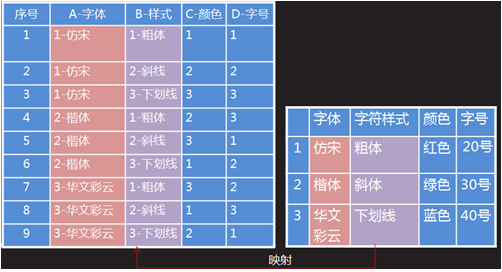 序号 A-字体 B-样式 C-颜色 D-字号
1 1-仿宋 1-粗体 1 1
2 1-仿宋 2-斜线 2 2
3 1-仿宋 3-下划线 3 3
4 2-楷体 1-粗体 2 3
5 2-楷体 2-斜线 3 1
6 2-楷体 3-下划线 1 2
7 3-华文彩云 1-粗体 3 2
8 3-华文彩云 2-斜线 1 3
9 3-华文彩云 3-下划线 2 1
字体 字符样式 颜色 字号
1 仿宋 粗体 红色 20号
2 楷体 斜体 绿色 30号
3 华文 下划线 蓝色 40号
彩云
映射